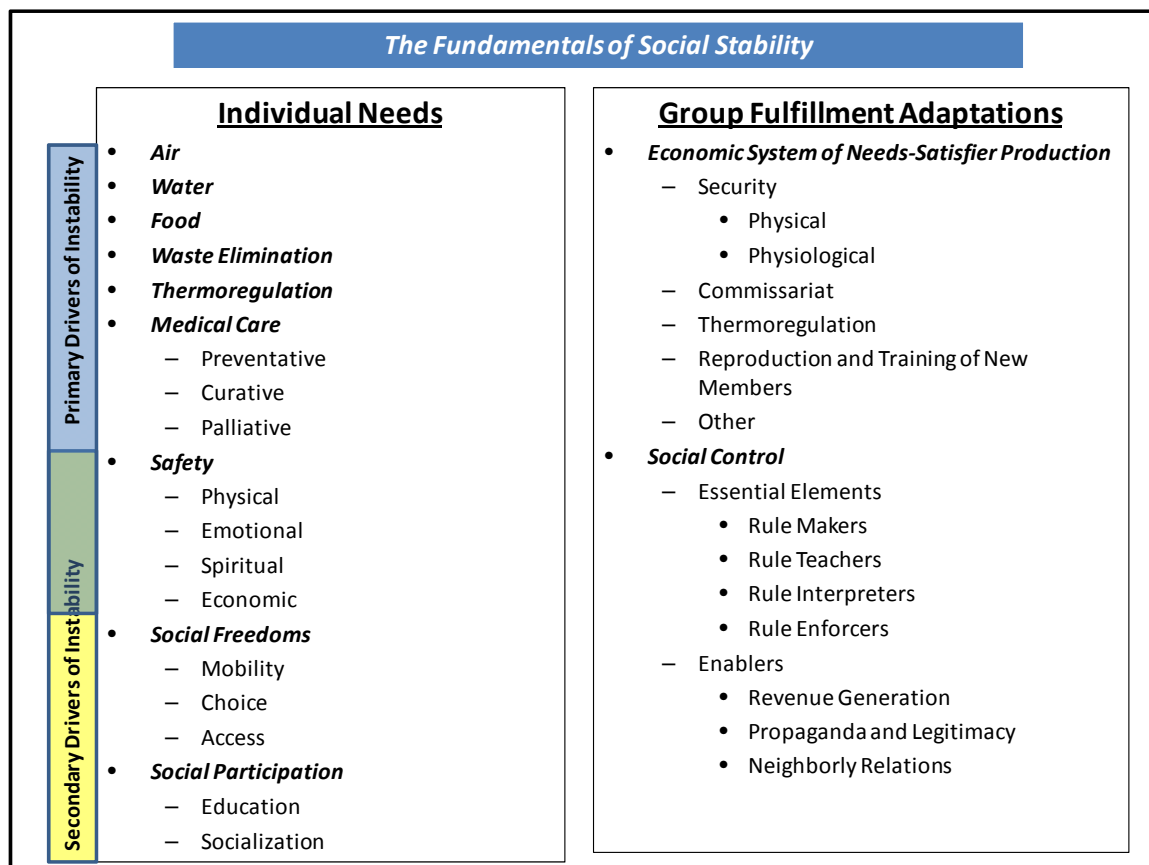 The Fundamentals of Social Stability
Primary Drivers of Instability
Secondary Drivers of Instability
Individual Needs
• Air
• Water
• Food
• Waste Elimination
• Thermoregulation
• Medical Care
– Preventative
– Curative
– Palliative
• Safety
– Physical
– Emotional
– Spiritual
– Economic
• Social Freedoms
– Mobility
– Choice
– Access
• Social Participation
– Education
– Socialization
Group Fulfillment Adaptations
• Economic System of Needs-Satisfier Production
– Security
• Physical
• Physiological
– Commissariat
– Thermoregulation
– Reproduction and Training of New
Members
– Other
• Social Control
– Essential Elements
• Rule Makers
• Rule Teachers
• Rule Interpreters
• Rule Enforcers
– Enablers
• Revenue Generation
• Propaganda and Legitimacy
• Neighborly Relations